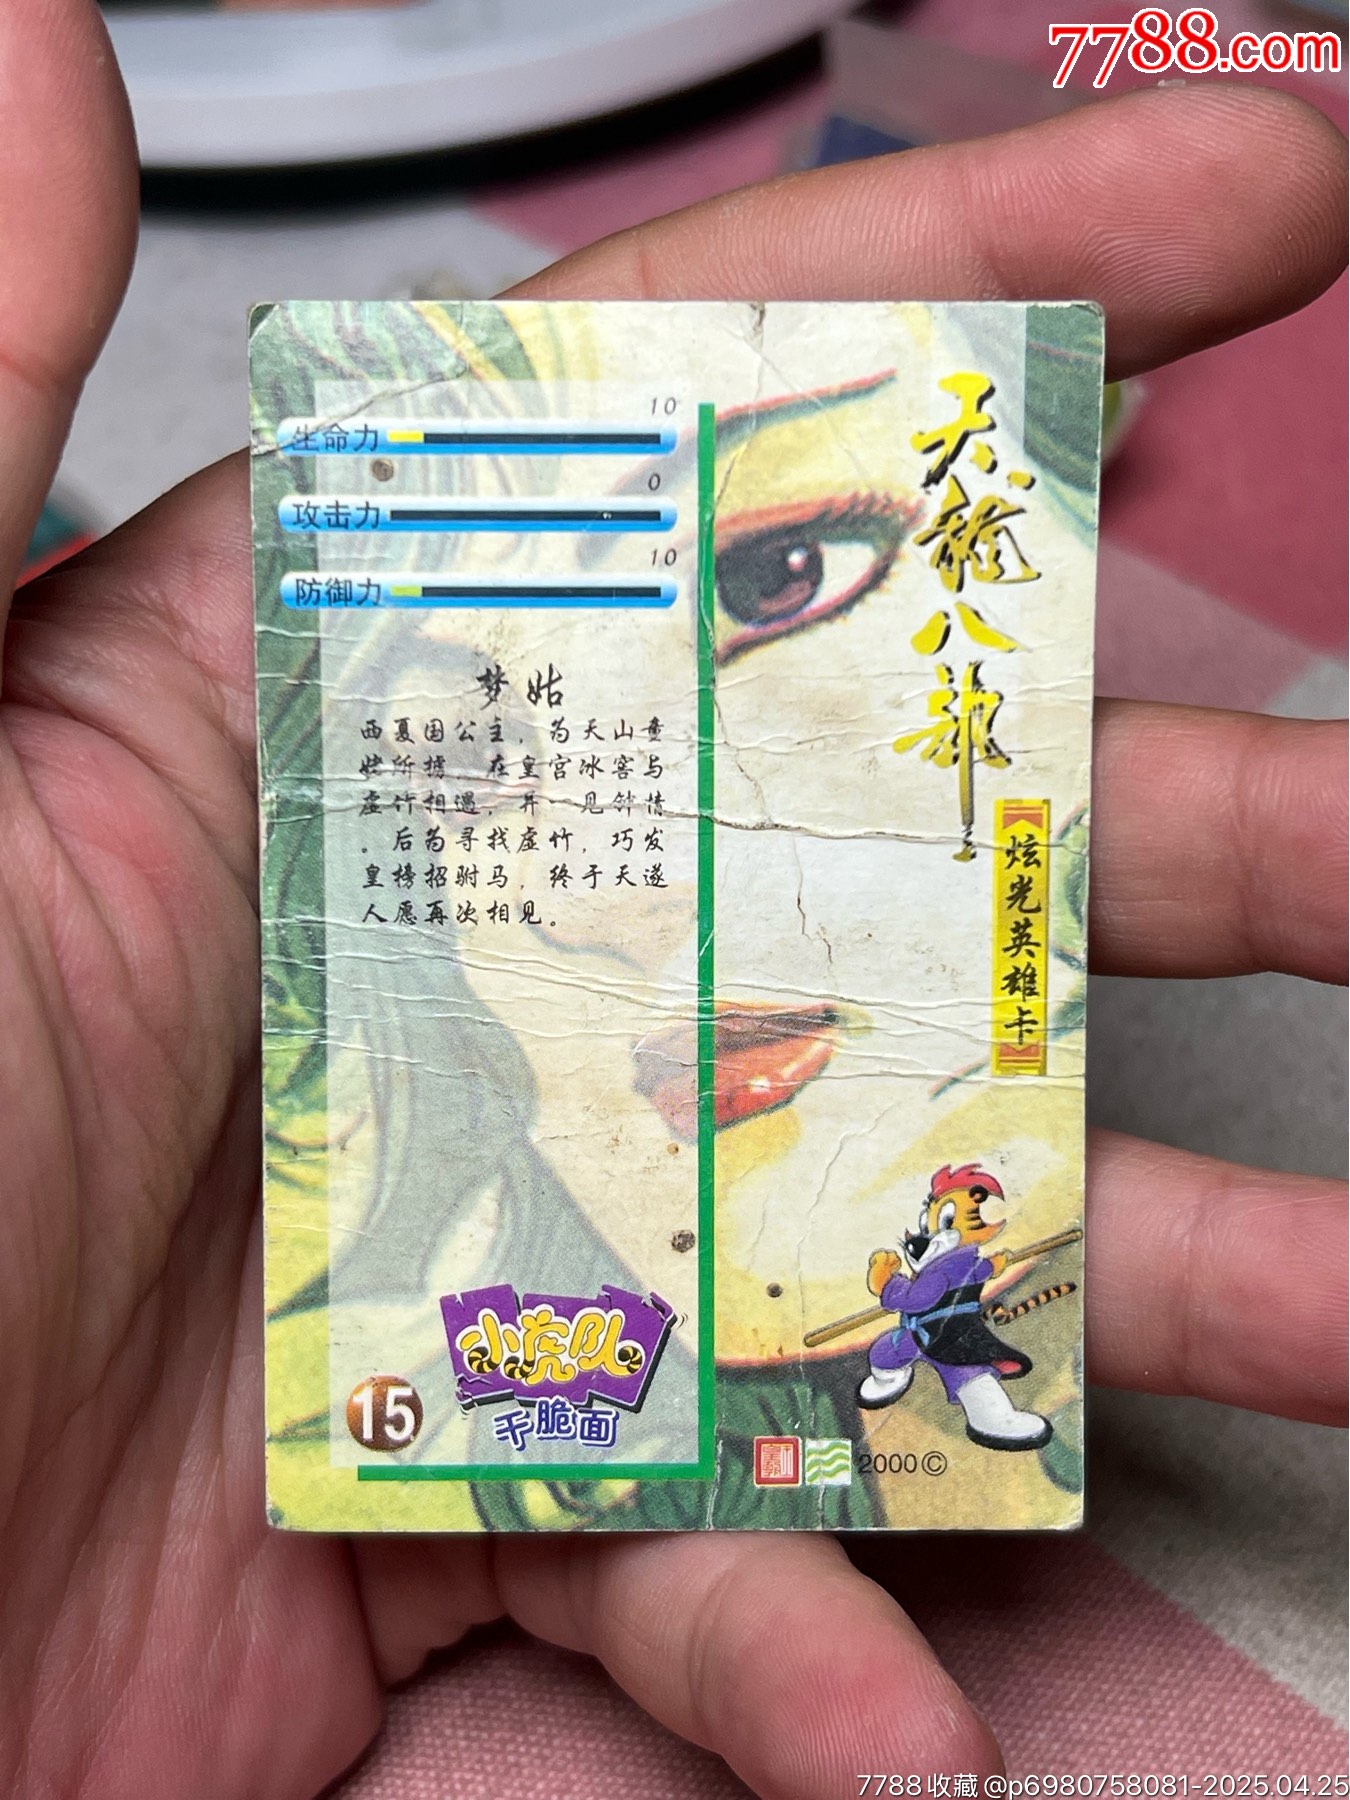 7788.com
10
生命力
0
攻击力
10
防御力
梦姑
西夏国公主，为天山童
姥所掳，在皇宫冰窖与
虚竹相遇，并一见钟情
。后为寻找虚竹，巧发
皇榜招驸马，终于天遂
人愿再次相见。
天龍八部
炫光英雄卡
小虎队
干脆面
15
2000©
7788收藏@p6980758081-2025.04.25